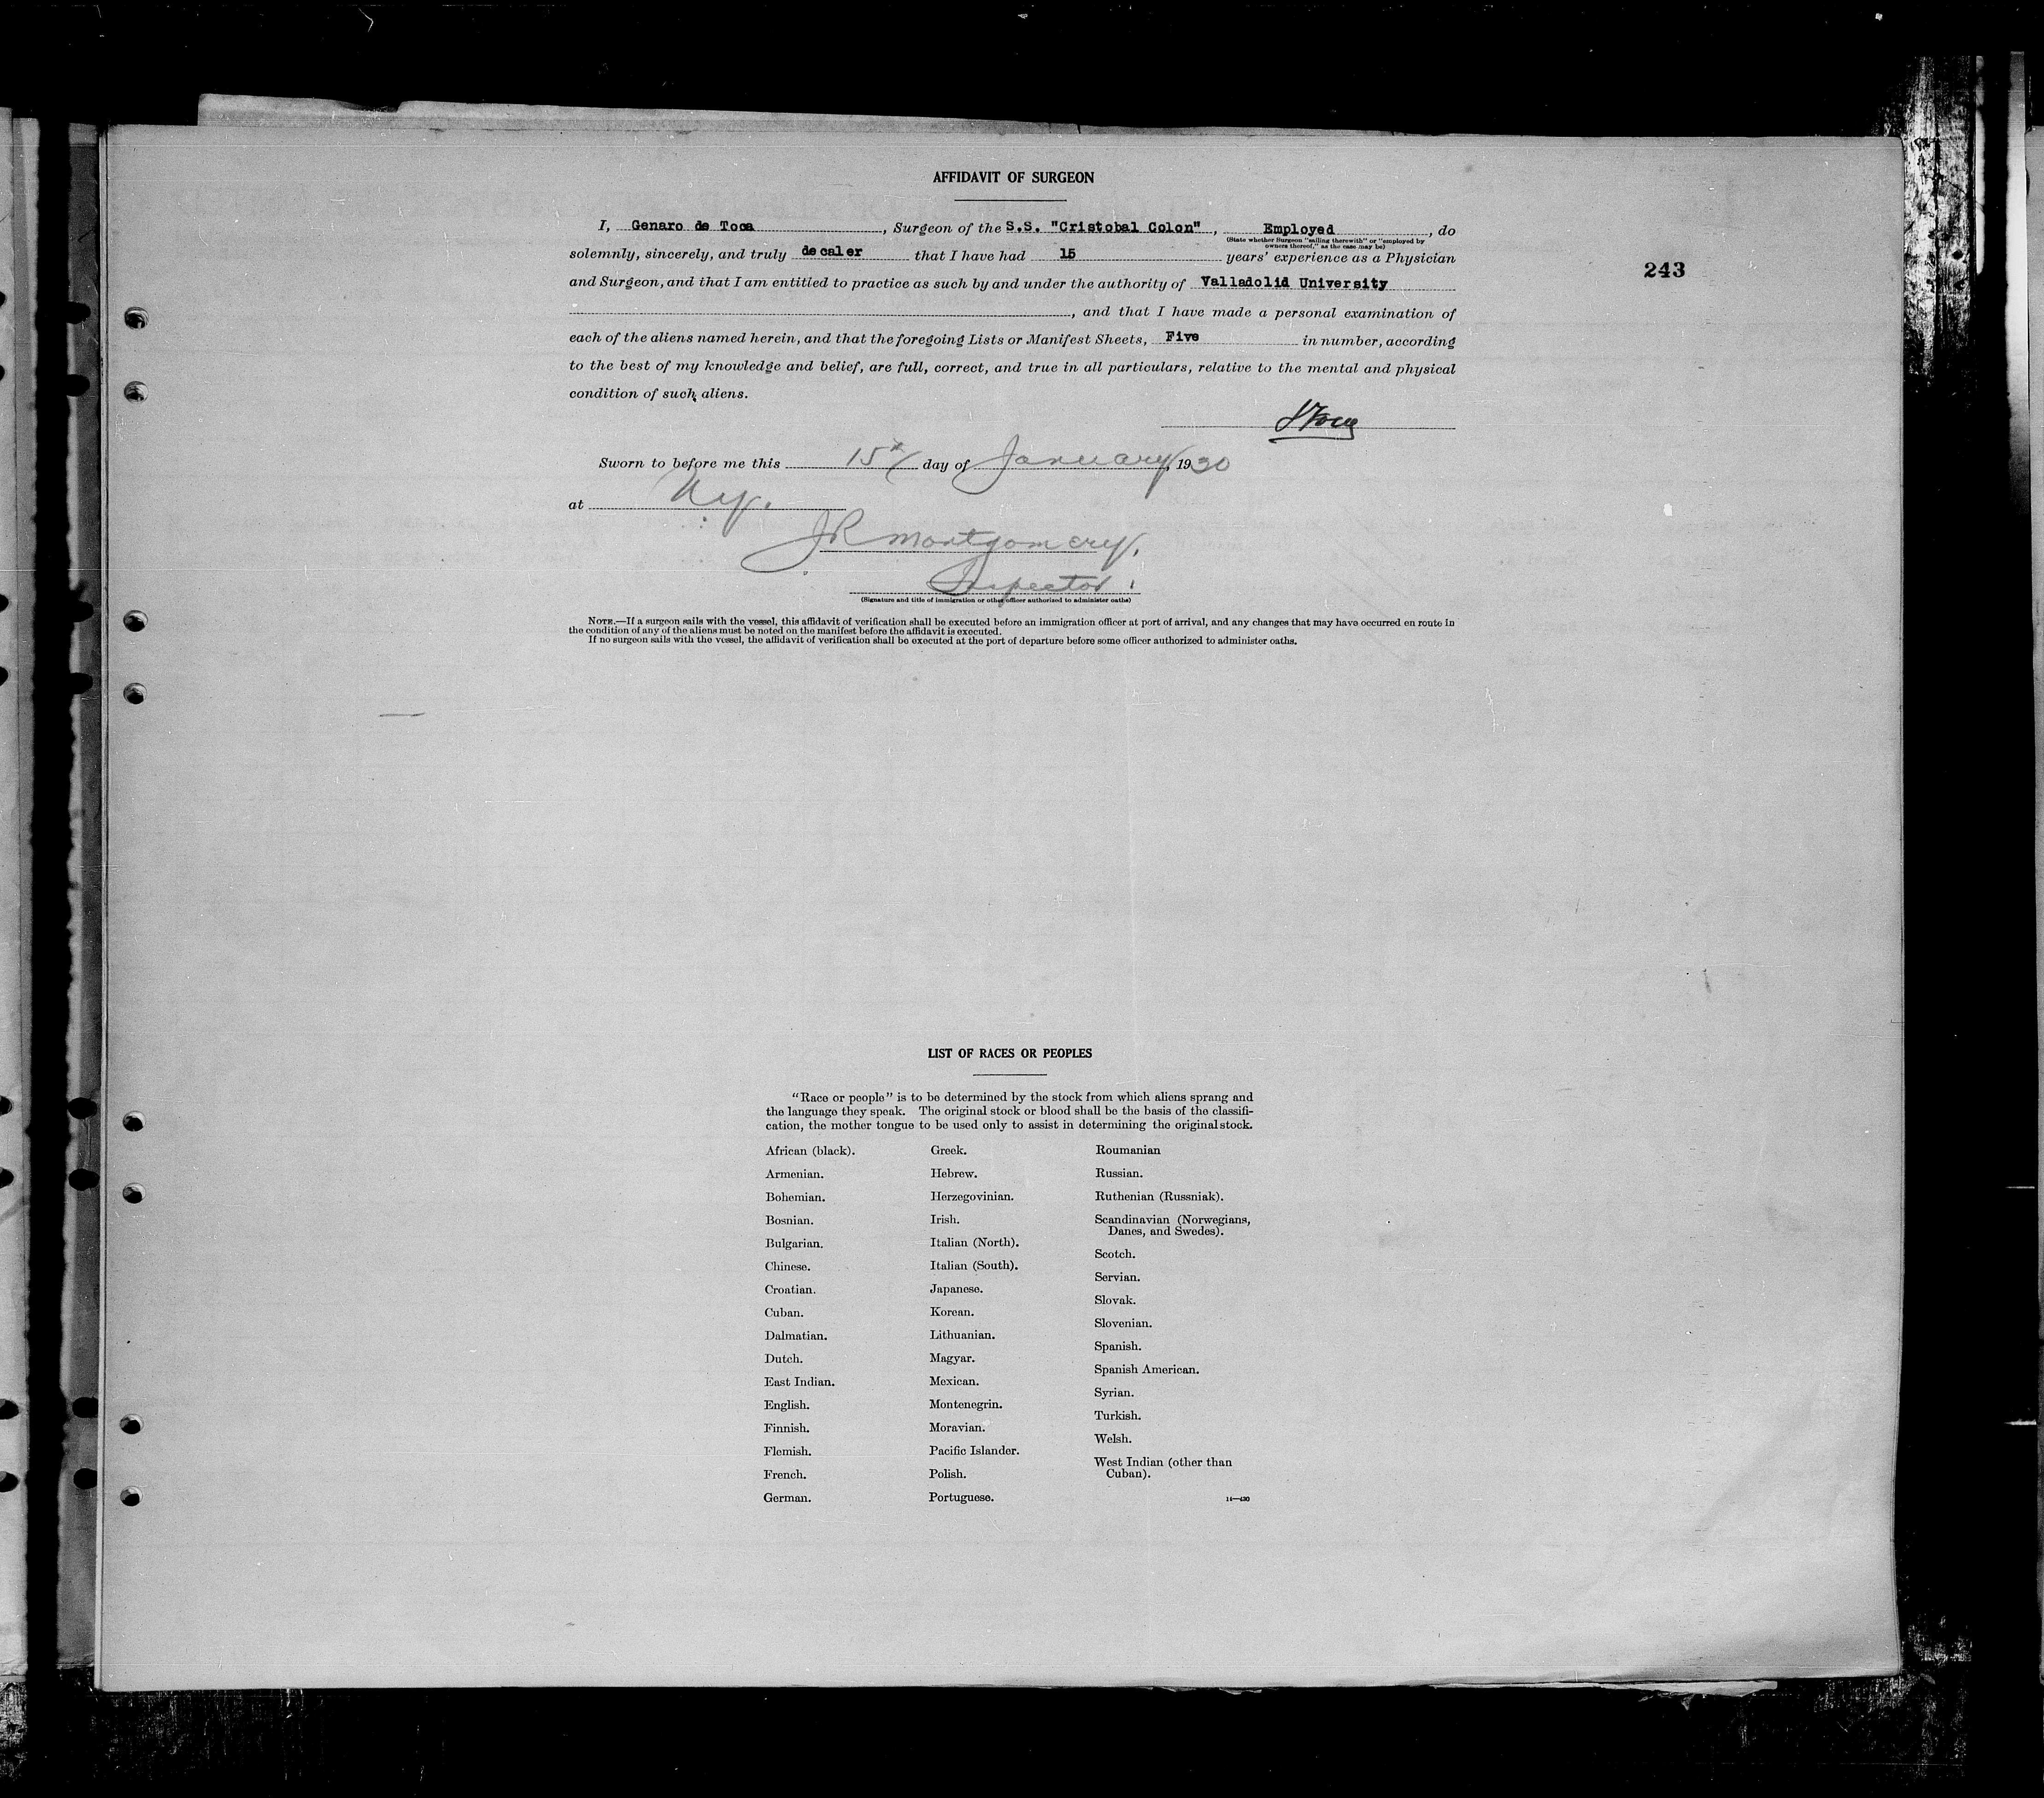 AFFIDAVIT OF SURGEON
I, Genaro de Toca, Surgeon of the S.S. "Cristobal Colon", Employed, do
(State whether Surgeon "sailing therewith" or "employed by
owners thereof," as the case may be)
solemnly, sincerely, and truly decaler that I have had 15 years' experience as a Physician
243
and Surgeon, and that I am entitled to practice as such by and under the authority of Valladolid University
, and that I have made a personal examination of
each of the aliens named herein, and that the foregoing Lists or Manifest Sheets, Five in number, according
to the best of my knowledge and belief, are full, correct, and true in all particulars, relative to the mental and physical
condition of such aliens.
Sworn to before me this 15th day of January, 1930
at N.Y.
JR Montgomery,
Inspector
(Signature and title of immigration or other officer authorized to administer oaths)
NOTE.—If a surgeon sails with the vessel, this affidavit of verification shall be executed before an immigration officer at port of arrival, and any changes that may have occurred en route in
the condition of any of the aliens must be noted on the manifest before the affidavit is executed.
If no surgeon sails with the vessel, the affidavit of verification shall be executed at the port of departure before some officer authorized to administer oaths.
LIST OF RACES OR PEOPLES
"Race or people" is to be determined by the stock from which aliens sprang and
the language they speak. The original stock or blood shall be the basis of the classifi-
cation, the mother tongue to be used only to assist in determining the original stock.
African (black).
Armenian.
Bohemian.
Bosnian.
Bulgarian.
Chinese.
Croatian.
Cuban.
Dalmatian.
Dutch.
East Indian.
English.
Finnish.
Flemish.
French.
German.
Greek.
Hebrew.
Herzegovinian.
Irish.
Italian (North).
Italian (South).
Japanese.
Korean.
Lithuanian.
Magyar.
Mexican.
Montenegrin.
Moravian.
Pacific Islander.
Polish.
Portuguese.
Roumanian
Russian.
Ruthenian (Russniak).
Scandinavian (Norwegians,
Danes, and Swedes).
Scotch.
Servian.
Slovak.
Slovenian.
Spanish.
Spanish American.
Syrian.
Turkish.
Welsh.
West Indian (other than
Cuban).
14—430